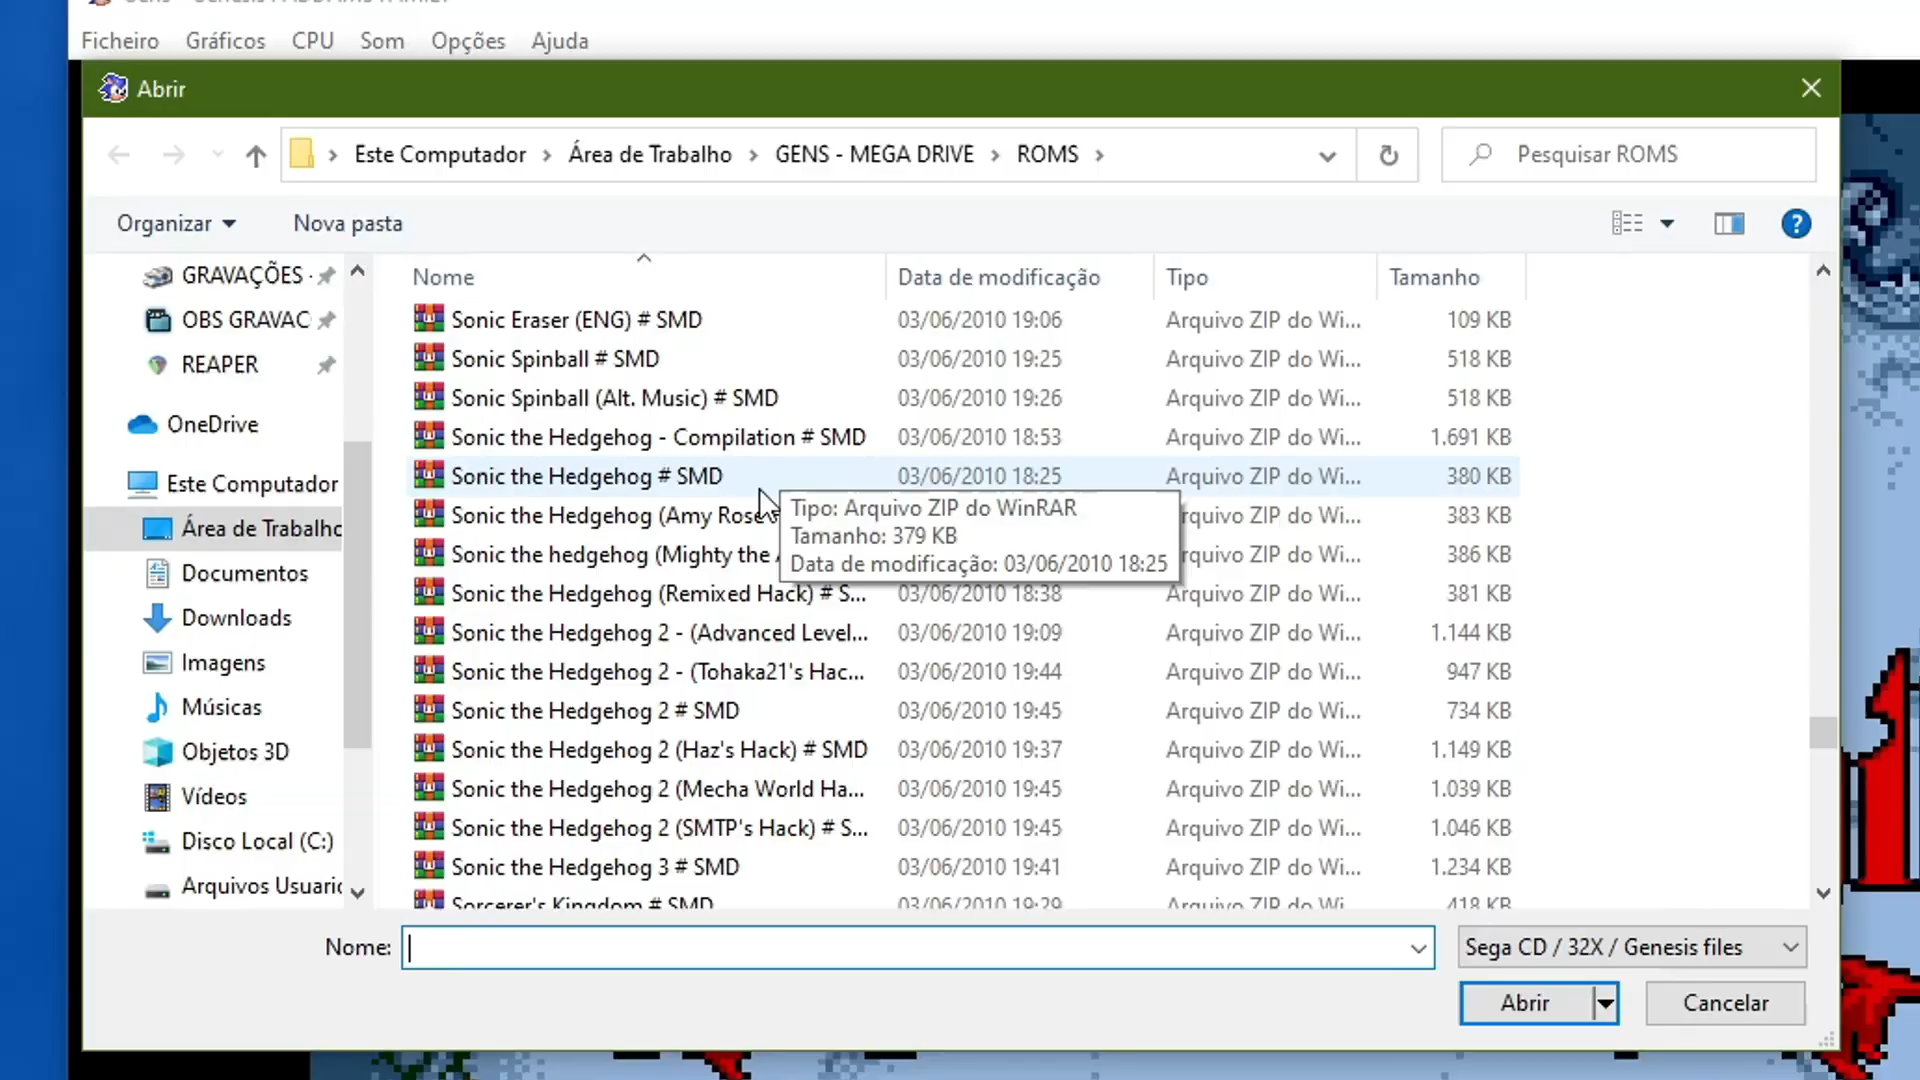 Ficheiro Gráficos CPU Som Opções Ajuda
Abrir
Este Computador > Área de Trabalho > GENS - MEGA DRIVE > ROMS >
Pesquisar ROMS
Organizar Nova pasta
GRAVAÇÕES -
OBS GRAVAC
REAPER
OneDrive
Este Computador
Área de Trabalho
Documentos
Downloads
Imagens
Músicas
Objetos 3D
Vídeos
Disco Local (C:)
Arquivos Usuario
Nome Data de modificação Tipo Tamanho
Sonic Eraser (ENG) # SMD 03/06/2010 19:06 Arquivo ZIP do Wi... 109 KB
Sonic Spinball # SMD 03/06/2010 19:25 Arquivo ZIP do Wi... 518 KB
Sonic Spinball (Alt. Music) # SMD 03/06/2010 19:26 Arquivo ZIP do Wi... 518 KB
Sonic the Hedgehog - Compilation # SMD 03/06/2010 18:53 Arquivo ZIP do Wi... 1.691 KB
Sonic the Hedgehog # SMD 03/06/2010 18:25 Arquivo ZIP do Wi... 380 KB
Sonic the Hedgehog (Amy Rose rquivo ZIP do Wi... 383 KB
Sonic the hedgehog (Mighty the rquivo ZIP do Wi... 386 KB
Tipo: Arquivo ZIP do WinRAR
Tamanho: 379 KB
Data de modificação: 03/06/2010 18:25
Sonic the Hedgehog (Remixed Hack) # S... 03/06/2010 18:38 Arquivo ZIP do Wi... 381 KB
Sonic the Hedgehog 2 - (Advanced Level... 03/06/2010 19:09 Arquivo ZIP do Wi... 1.144 KB
Sonic the Hedgehog 2 - (Tohaka21's Hac... 03/06/2010 19:44 Arquivo ZIP do Wi... 947 KB
Sonic the Hedgehog 2 # SMD 03/06/2010 19:45 Arquivo ZIP do Wi... 734 KB
Sonic the Hedgehog 2 (Haz's Hack) # SMD 03/06/2010 19:37 Arquivo ZIP do Wi... 1.149 KB
Sonic the Hedgehog 2 (Mecha World Ha... 03/06/2010 19:45 Arquivo ZIP do Wi... 1.039 KB
Sonic the Hedgehog 2 (SMTP's Hack) # S... 03/06/2010 19:45 Arquivo ZIP do Wi... 1.046 KB
Sonic the Hedgehog 3 # SMD 03/06/2010 19:41 Arquivo ZIP do Wi... 1.234 KB
Sorcerer's Kingdom # SMD 03/06/2010 19:29 Arquivo ZIP do Wi... 418 KB
Nome:
Sega CD / 32X / Genesis files
Abrir Cancelar